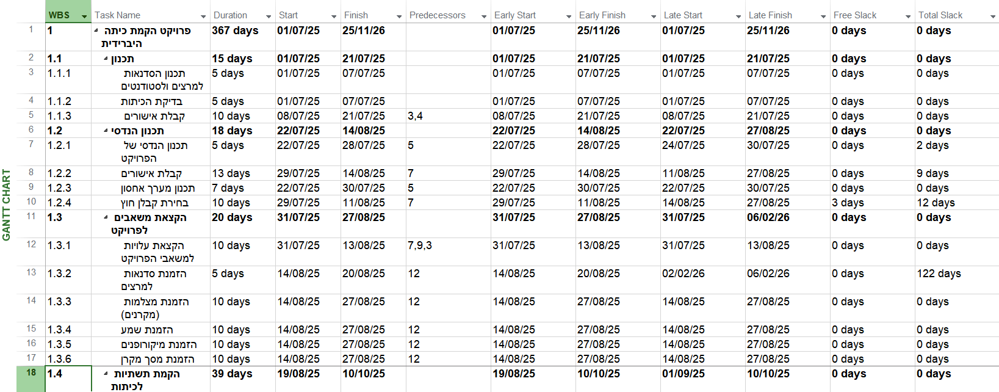 WBS Task Name Duration Start Finish Predecessors Early Start Early Finish Late Start Late Finish Free Slack Total Slack
1 1 פרויקט הקמת כיתה 367 days 01/07/25 25/11/26 01/07/25 25/11/26 01/07/25 25/11/26 0 days 0 days
היברידית
2 1.1 תכנון 15 days 01/07/25 21/07/25 01/07/25 21/07/25 01/07/25 21/07/25 0 days 0 days
3 1.1.1 תכנון הסדנאות 5 days 01/07/25 07/07/25 01/07/25 07/07/25 01/07/25 07/07/25 0 days 0 days
למרצים ולסטודנטים
4 1.1.2 בדיקת הכיתות 5 days 01/07/25 07/07/25 01/07/25 07/07/25 01/07/25 07/07/25 0 days 0 days
5 1.1.3 קבלת אישורים 10 days 08/07/25 21/07/25 3,4 08/07/25 21/07/25 08/07/25 21/07/25 0 days 0 days
6 1.2 תכנון הנדסי 18 days 22/07/25 14/08/25 22/07/25 14/08/25 22/07/25 27/08/25 0 days 0 days
7 1.2.1 תכנון הנדסי של 5 days 22/07/25 28/07/25 5 22/07/25 28/07/25 24/07/25 30/07/25 0 days 2 days
הפרויקט
8 1.2.2 קבלת אישורים 13 days 29/07/25 14/08/25 7 29/07/25 14/08/25 11/08/25 27/08/25 0 days 9 days
9 1.2.3 תכנון מערך אחסון 7 days 22/07/25 30/07/25 5 22/07/25 30/07/25 22/07/25 30/07/25 0 days 0 days
10 1.2.4 בחירת קבלן חוץ 10 days 29/07/25 11/08/25 7 29/07/25 11/08/25 14/08/25 27/08/25 3 days 12 days
11 1.3 הקצאת משאבים 20 days 31/07/25 27/08/25 31/07/25 27/08/25 31/07/25 06/02/26 0 days 0 days
לפרויקט
12 1.3.1 הקצאת עלויות 10 days 31/07/25 13/08/25 7,9,3 31/07/25 13/08/25 31/07/25 13/08/25 0 days 0 days
למשאבי הפרויקט
13 1.3.2 הזמנת סדנאות 5 days 14/08/25 20/08/25 12 14/08/25 20/08/25 02/02/26 06/02/26 0 days 122 days
למרצים
14 1.3.3 הזמנת מצלמות 10 days 14/08/25 27/08/25 12 14/08/25 27/08/25 14/08/25 27/08/25 0 days 0 days
(מקרנים)
15 1.3.4 הזמנת שמע 10 days 14/08/25 27/08/25 12 14/08/25 27/08/25 14/08/25 27/08/25 0 days 0 days
16 1.3.5 הזמנת מיקורופנים 10 days 14/08/25 27/08/25 12 14/08/25 27/08/25 14/08/25 27/08/25 0 days 0 days
17 1.3.6 הזמנת מסך מקרן 10 days 14/08/25 27/08/25 12 14/08/25 27/08/25 14/08/25 27/08/25 0 days 0 days
18 1.4 הקמת תשתיות 39 days 19/08/25 10/10/25 19/08/25 10/10/25 01/09/25 10/10/25 0 days 0 days
לכיתות
GANTT CHART